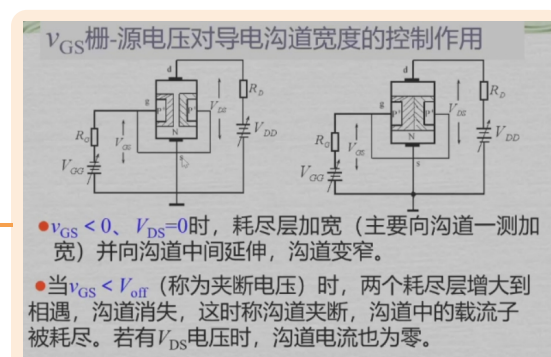 vGS栅-源电压对导电沟道宽度的控制作用
d
d
RD
RD
g
P+
P+
VDS
g
VDS
RG
VGS
N
VDD
RG
VGS
N
VDD
s
s
VGG
VGG
●vGS < 0、VDS=0时，耗尽层加宽（主要向沟道一测加
宽）并向沟道中间延伸，沟道变窄。
●当vGS < Voff（称为夹断电压）时，两个耗尽层增大到
相遇，沟道消失，这时称沟道夹断，沟道中的载流子
被耗尽。若有VDS电压时，沟道电流也为零。